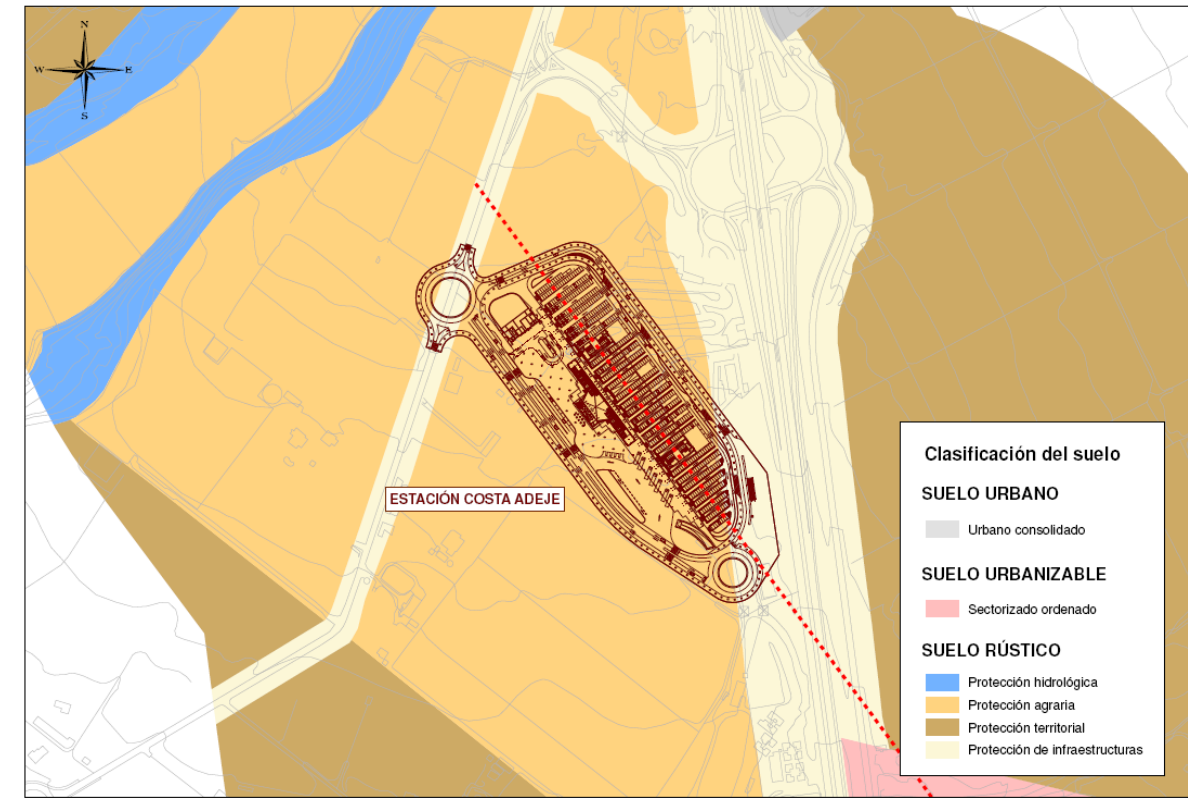 N
W E
S
ESTACIÓN COSTA ADEJE
Clasificación del suelo
SUELO URBANO
Urbano consolidado
SUELO URBANIZABLE
Sectorizado ordenado
SUELO RÚSTICO
Protección hidrológica
Protección agraria
Protección territorial
Protección de infraestructuras